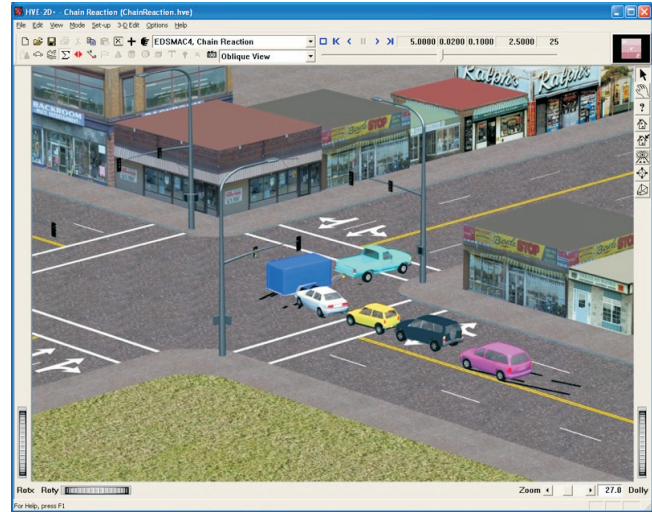 HVE-2D+ - Chain Reaction (ChainReaction.hve)
File Edit View Mode Set-up 3-D Edit Options Help
EDSMAC4, Chain Reaction
5.0000 0.0200 0.1000 2.5000 25
Oblique View
Ralph's Ralph's
BACKROOM
STOP
STOP
STOP
Rotx Roty Zoom 27.0 Dolly
For Help, press F1